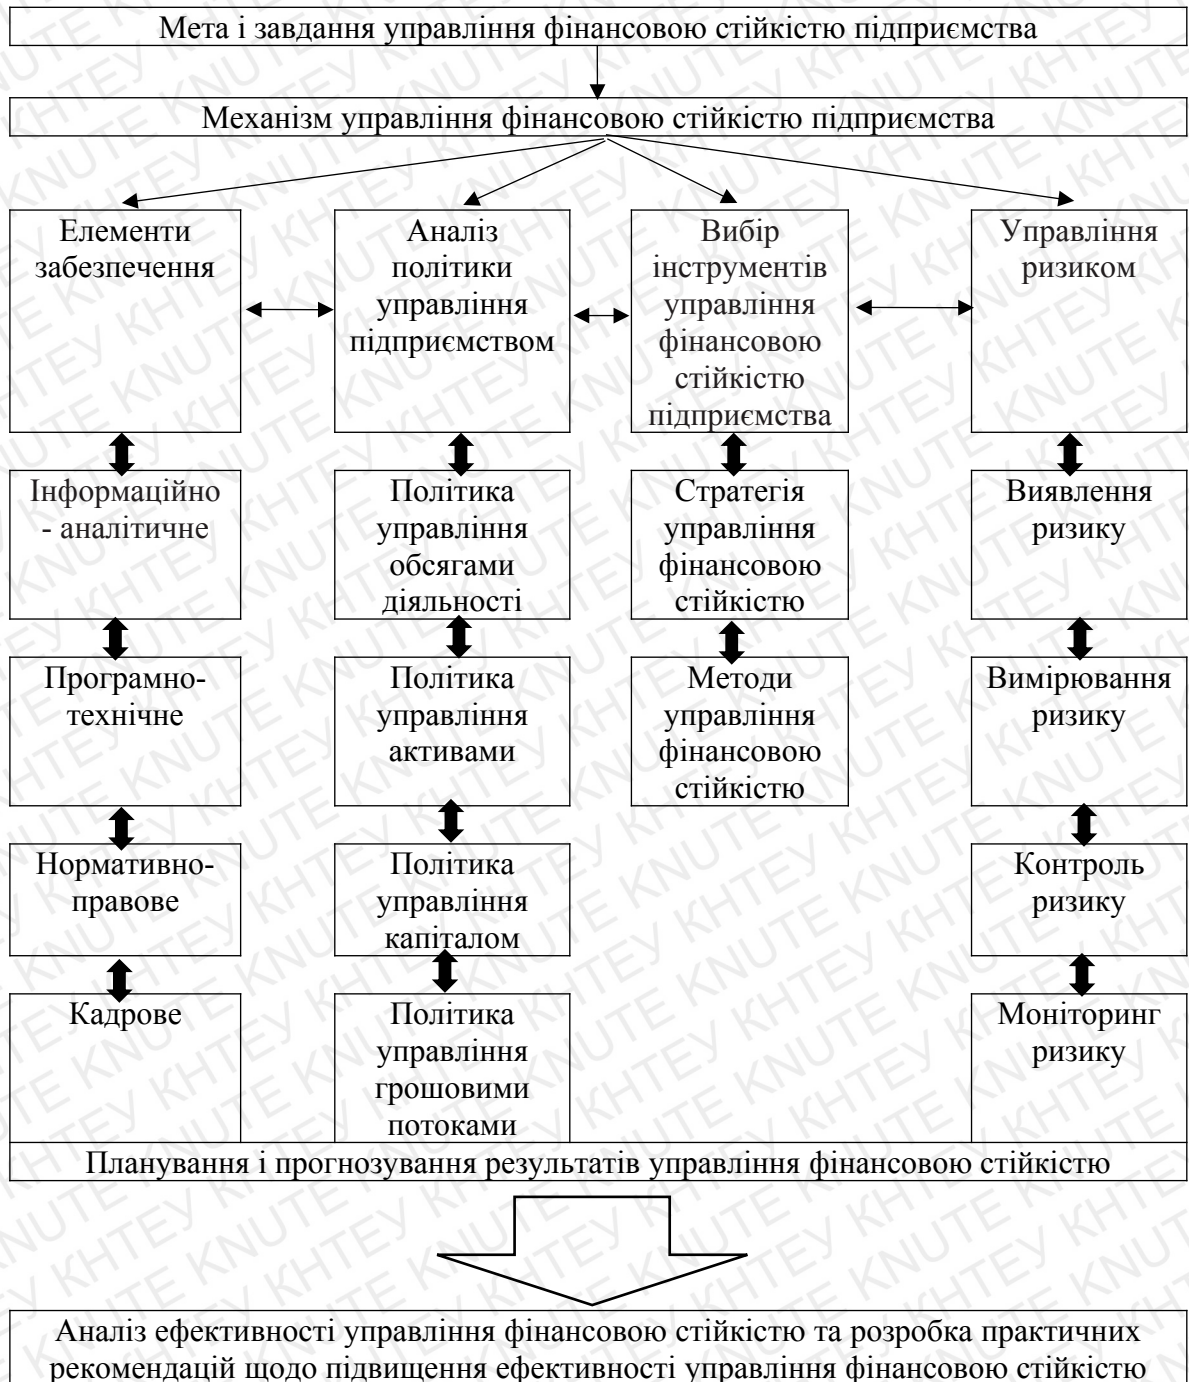 Мета і завдання управління фінансовою стійкістю підприємства
Механізм управління фінансовою стійкістю підприємства
Елементи
забезпечення
Аналіз
політики
управління
підприємством
Вибір
інструментів
управління
фінансовою
стійкістю
підприємства
Управління
ризиком
Інформаційно
- аналітичне
Політика
управління
обсягами
діяльності
Стратегія
управління
фінансовою
стійкістю
Виявлення
ризику
Програмно-
технічне
Політика
управління
активами
Методи
управління
фінансовою
стійкістю
Вимірювання
ризику
Нормативно-
правове
Політика
управління
капіталом
Контроль
ризику
Кадрове
Політика
управління
грошовими
потоками
Моніторинг
ризику
Планування і прогнозування результатів управління фінансовою стійкістю
Аналіз ефективності управління фінансовою стійкістю та розробка практичних
рекомендацій щодо підвищення ефективності управління фінансовою стійкістю